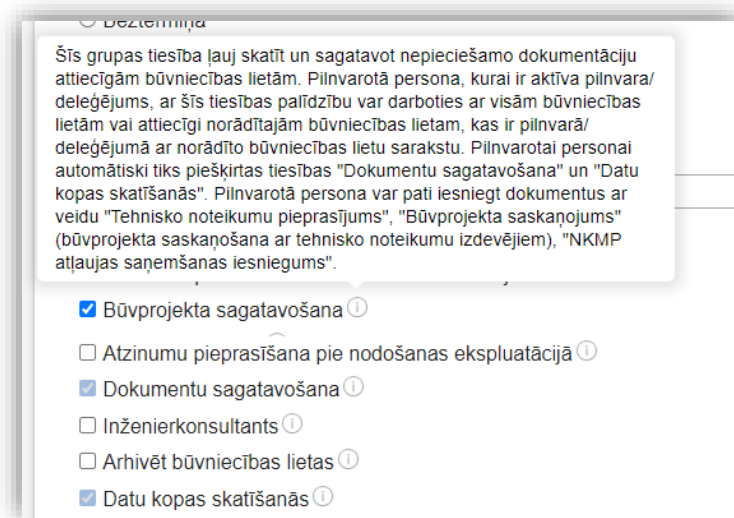 Beztermiņa
Šīs grupas tiesība ļauj skatīt un sagatavot nepieciešamo dokumentāciju
attiecīgām būvniecības lietām. Pilnvarotā persona, kurai ir aktīva pilnvara/
deleģējums, ar šīs tiesības palīdzību var darboties ar visām būvniecības
lietām vai attiecīgi norādītajām būvniecības lietam, kas ir pilnvarā/
deleģējumā ar norādīto būvniecības lietu sarakstu. Pilnvarotai personai
automātiski tiks piešķirtas tiesības "Dokumentu sagatavošana" un "Datu
kopas skatīšanās". Pilnvarotā persona var pati iesniegt dokumentus ar
veidu "Tehnisko noteikumu pieprasījums", "Būvprojekta saskaņojums"
(būvprojekta saskaņošana ar tehnisko noteikumu izdevējiem), "NKMP
atļaujas saņemšanas iesniegums".
Būvprojekta sagatavošana
Atzinumu pieprasīšana pie nodošanas ekspluatācijā
Dokumentu sagatavošana
Inženierkonsultants
Arhivēt būvniecības lietas
Datu kopas skatīšanās